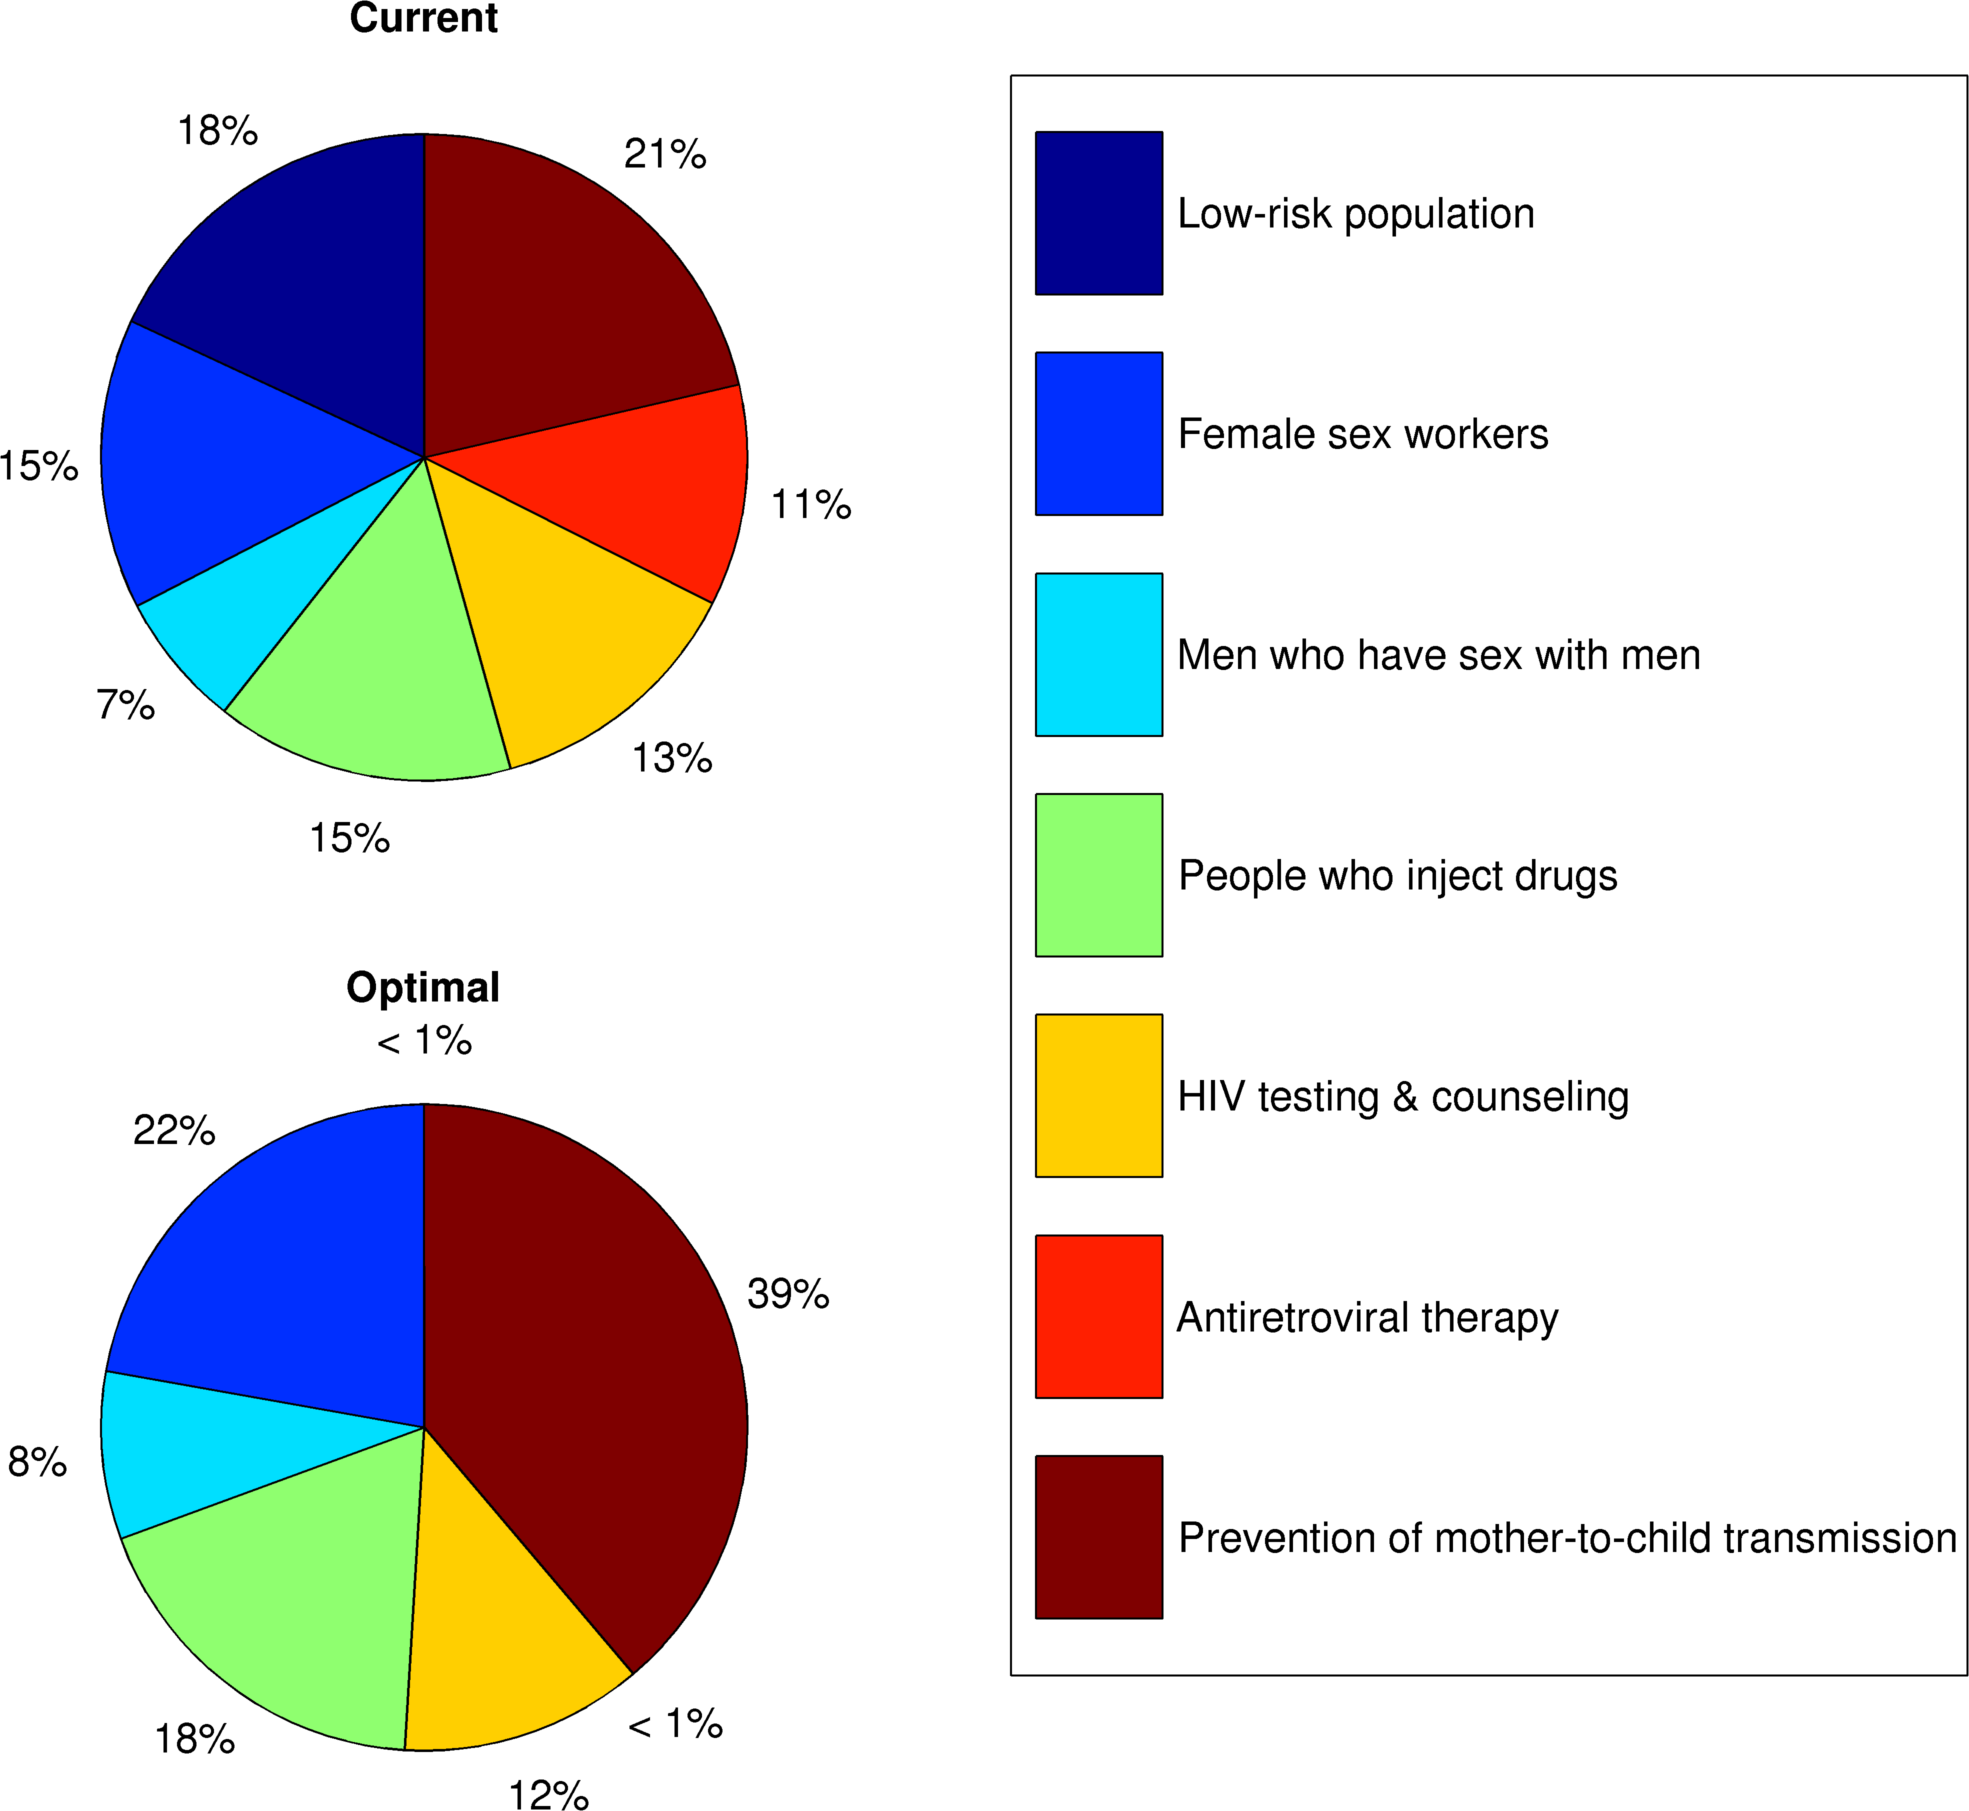 Current
18%
21%
15%
11%
7%
13%
15%
Optimal
< 1%
22%
39%
8%
18%
< 1%
12%
Low-risk population
Female sex workers
Men who have sex with men
People who inject drugs
HIV testing & counseling
Antiretroviral therapy
Prevention of mother-to-child transmission